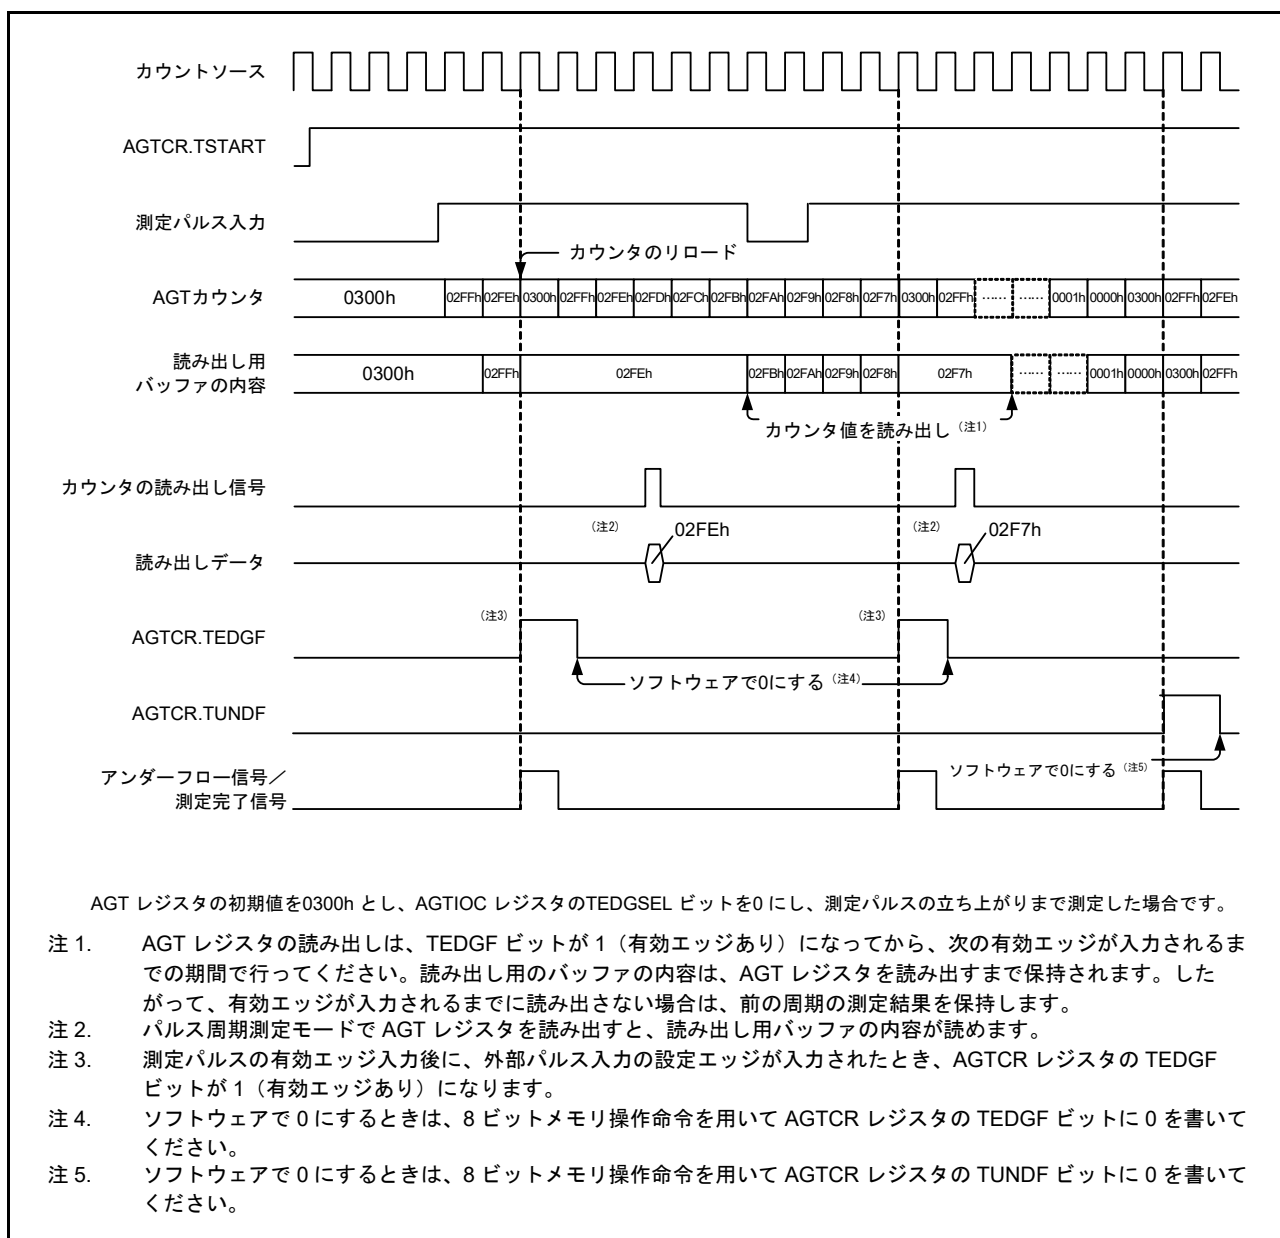 カウントソース
AGTCR.TSTART
測定パルス入力
カウンタのリロード
AGTカウンタ
0300h 02FFh 02FEh 0300h 02FFh 02FEh 02FDh 02FCh 02FBh 02FAh 02F9h 02F8h 02F7h 0300h 02FFh ⋯⋯ ⋯⋯ 0001h 0000h 0300h 02FFh 02FEh
読み出し用
バッファの内容
0300h 02FFh 02FEh 02FBh 02FAh 02F9h 02F8h 02F7h ⋯⋯ ⋯⋯ 0001h 0000h 0300h 02FFh
カウンタ値を読み出し（注1）
カウンタの読み出し信号
（注2） 02FEh （注2） 02F7h
読み出しデータ
（注3） （注3）
AGTCR.TEDGF
ソフトウェアで0にする（注4）
AGTCR.TUNDF
ソフトウェアで0にする（注5）
アンダーフロー信号／
測定完了信号
AGT レジスタの初期値を0300h とし、AGTIOC レジスタのTEDGSEL ビットを0 にし、測定パルスの立ち上がりまで測定した場合です。
注 1. AGT レジスタの読み出しは、TEDGF ビットが 1（有効エッジあり）になってから、次の有効エッジが入力されるま
での期間で行ってください。読み出し用のバッファの内容は、AGT レジスタを読み出すまで保持されます。した
がって、有効エッジが入力されるまでに読み出さない場合は、前の周期の測定結果を保持します。
注 2. パルス周期測定モードで AGT レジスタを読み出すと、読み出し用バッファの内容が読めます。
注 3. 測定パルスの有効エッジ入力後に、外部パルス入力の設定エッジが入力されたとき、AGTCR レジスタの TEDGF
ビットが 1（有効エッジあり）になります。
注 4. ソフトウェアで 0 にするときは、8 ビットメモリ操作命令を用いて AGTCR レジスタの TEDGF ビットに 0 を書いて
ください。
注 5. ソフトウェアで 0 にするときは、8 ビットメモリ操作命令を用いて AGTCR レジスタの TUNDF ビットに 0 を書いて
ください。